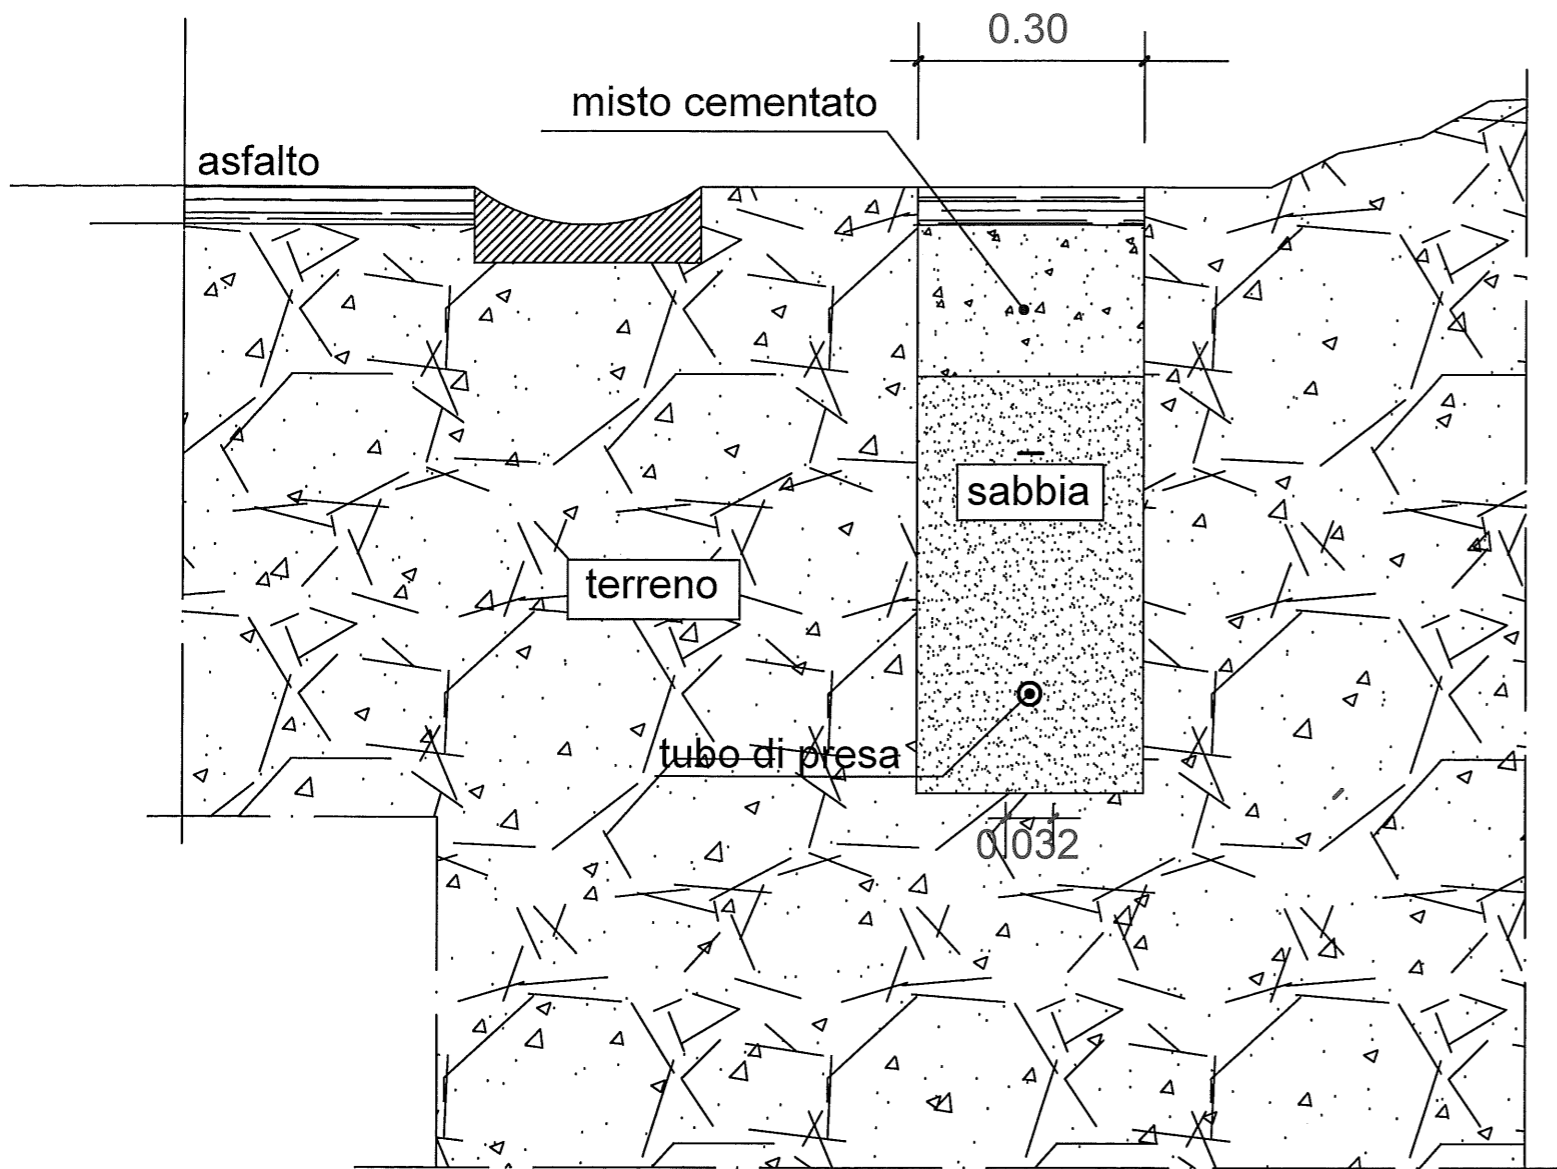 0.30
misto cementato
asfalto
sabbia
terreno
tubo di presa
0.032